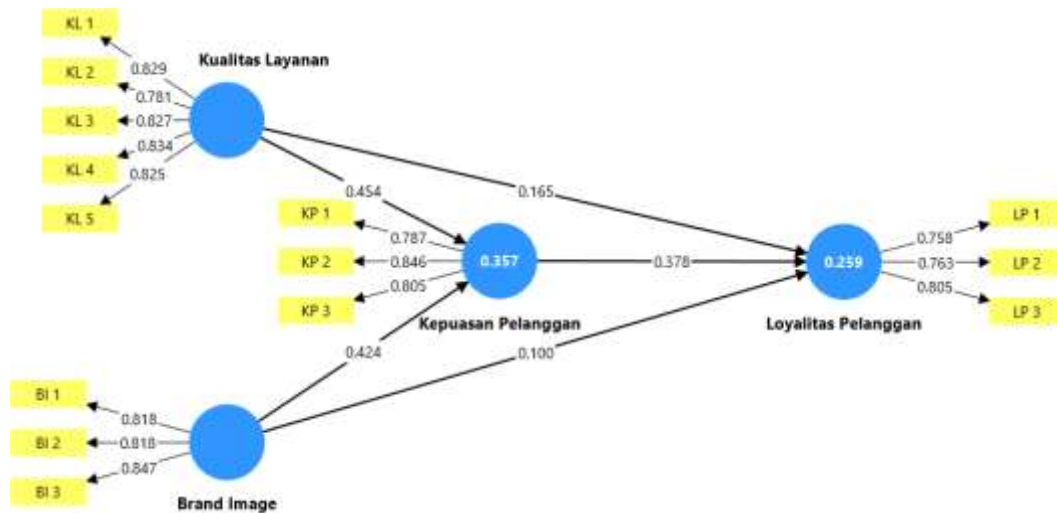 KL 1
KL 2
KL 3
KL 4
KL 5
0.829
0.781
0.827
0.834
0.825
Kualitas Layanan
0.454
0.165
KP 1
KP 2
KP 3
0.787
0.846
0.805
0.357
Kepuasan Pelanggan
0.378
0.259
Loyalitas Pelanggan
0.758
0.763
0.805
LP 1
LP 2
LP 3
0.424
0.100
BI 1
BI 2
BI 3
0.818
0.818
0.847
Brand Image